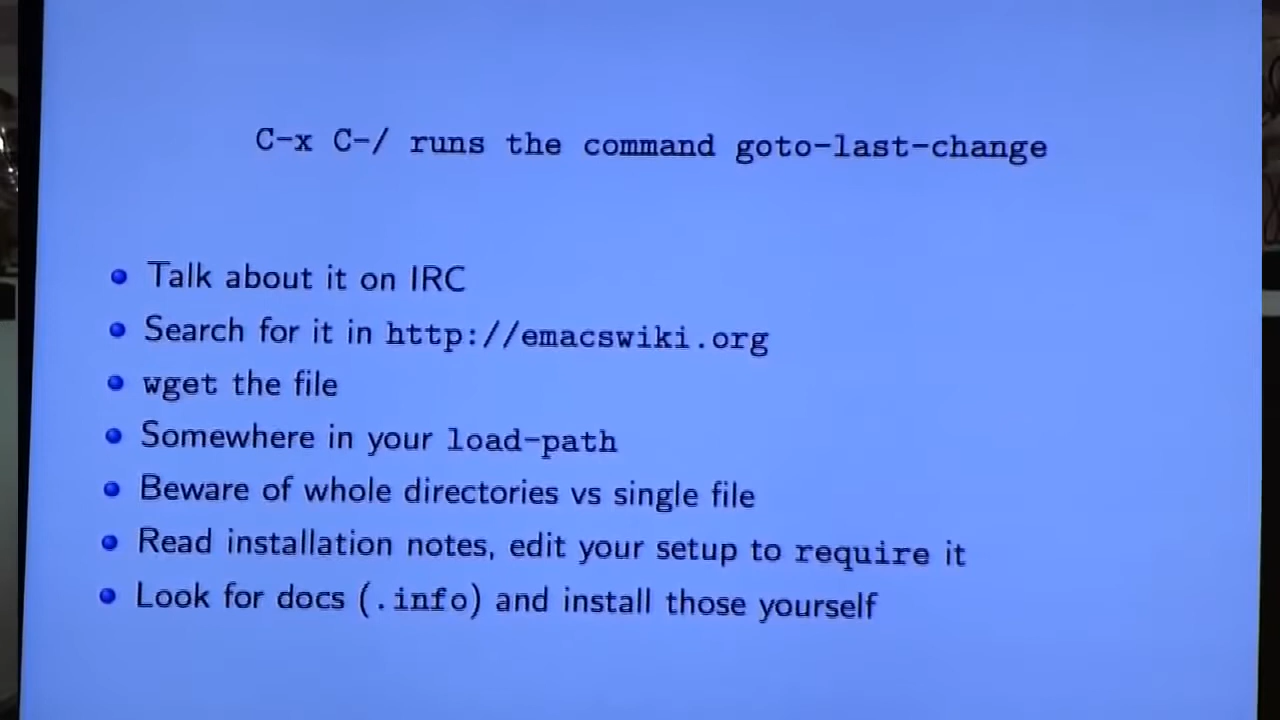 C-x C-/ runs the command goto-last-change
Talk about it on IRC
Search for it in http://emacswiki.org
wget the file
Somewhere in your load-path
Beware of whole directories vs single file
Read installation notes, edit your setup to require it
Look for docs (.info) and install those yourself